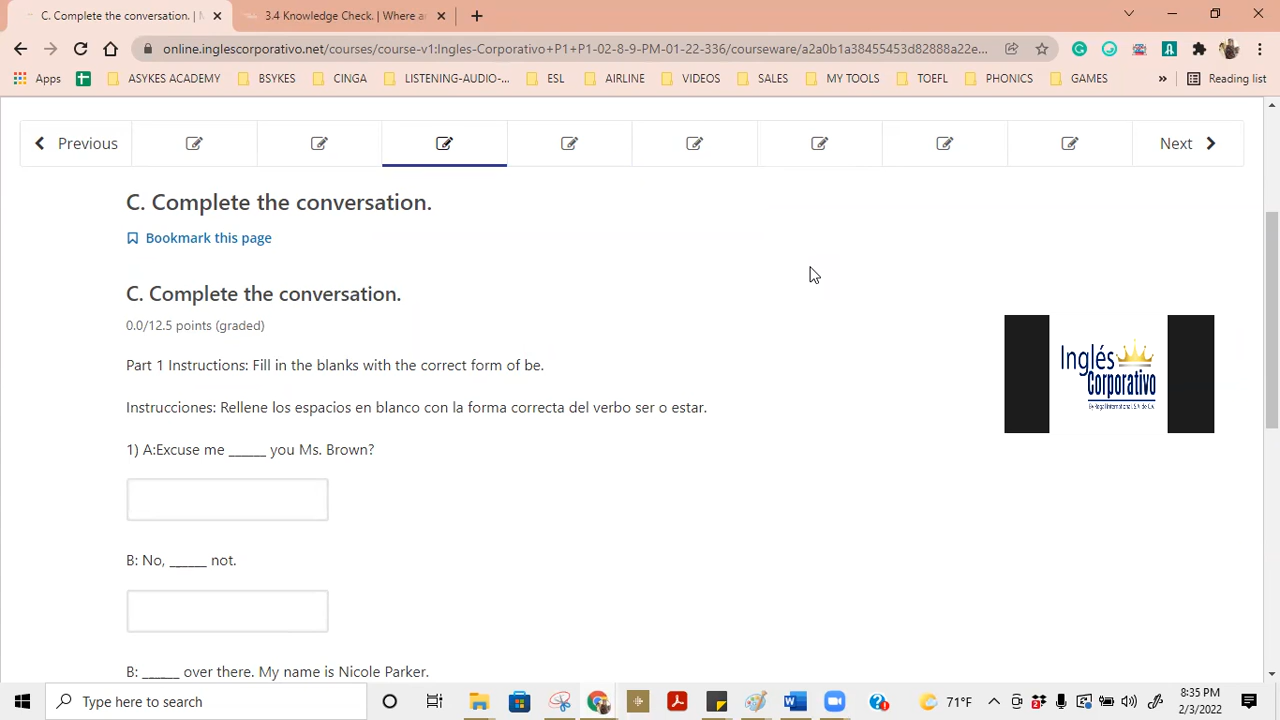 C. Complete the conversation. |
3.4 Knowledge Check. | Where a
online.inglescorporativo.net/courses/course-v1:Ingles-Corporativo+P1+P1-02-8-9-PM-01-22-336/courseware/a2a0b1a38455453d82888a22e...
Apps ASYKES ACADEMY BSYKES CINGA LISTENING-AUDIO-... ESL AIRLINE VIDEOS SALES MY TOOLS TOEFL PHONICS GAMES » Reading list
Previous Next
C. Complete the conversation.
Bookmark this page
C. Complete the conversation.
0.0/12.5 points (graded)
Part 1 Instructions: Fill in the blanks with the correct form of be.
Instrucciones: Rellene los espacios en blanco con la forma correcta del verbo ser o estar.
1) A:Excuse me ______ you Ms. Brown?
B: No, ______ not.
B: ______ over there. My name is Nicole Parker.
Inglés
Corporativo
Type here to search
71°F
8:35 PM
2/3/2022